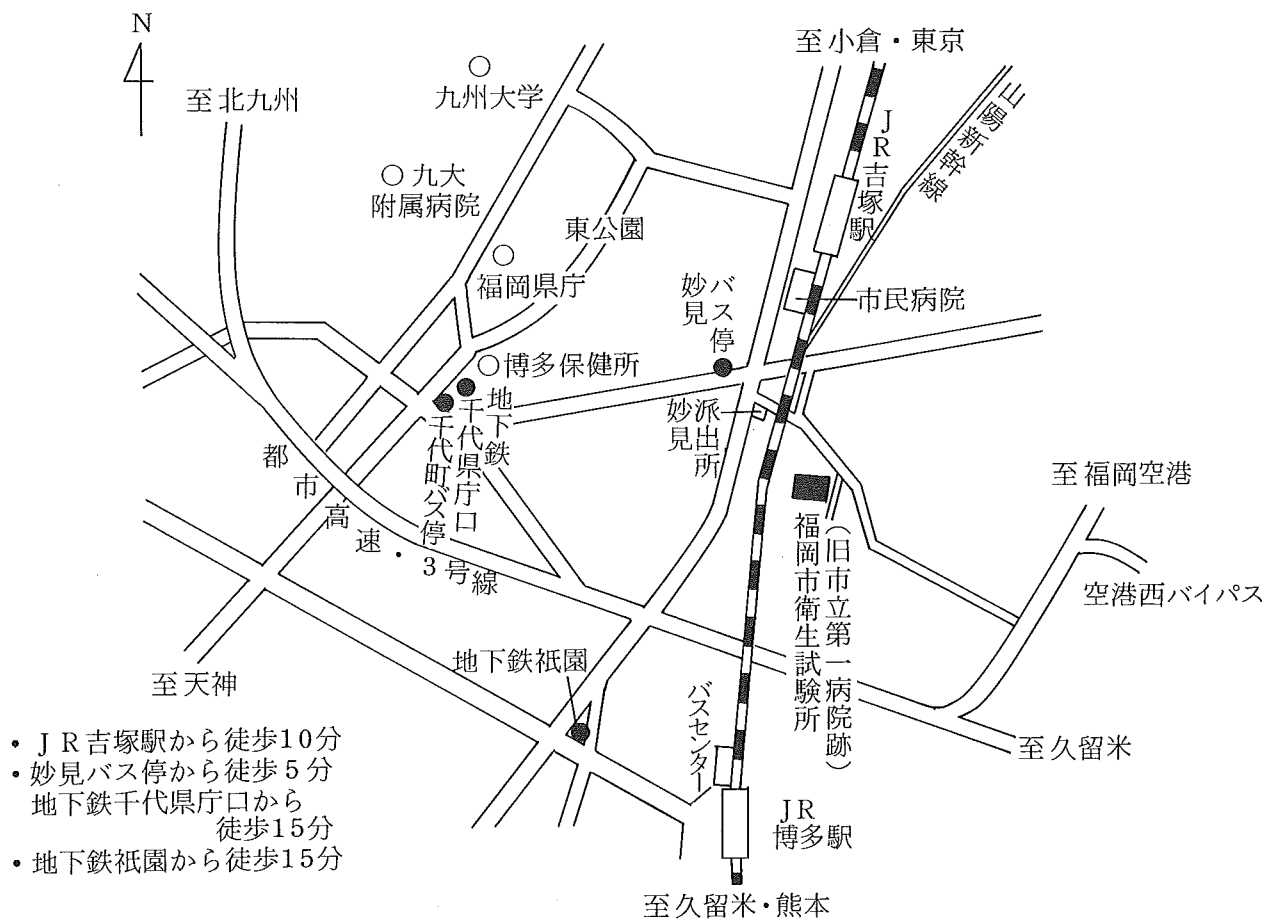 N
至小倉・東京
九州大学
至北九州
山陽新幹線
JR吉塚駅
九大
附属病院
東公園
福岡県庁
バス停
妙見
市民病院
博多保健所
地下鉄
千代県庁口
千代町バス停
派出所
妙見
都市高速・3号線
至福岡空港
(旧市立第一病院跡)
福岡市衛生試験所
空港西バイパス
地下鉄祇園
至天神
バスセンター
至久留米
JR
博多駅
・JR吉塚駅から徒歩10分
・妙見バス停から徒歩5分
地下鉄千代県庁口から
徒歩15分
・地下鉄祇園から徒歩15分
至久留米・熊本